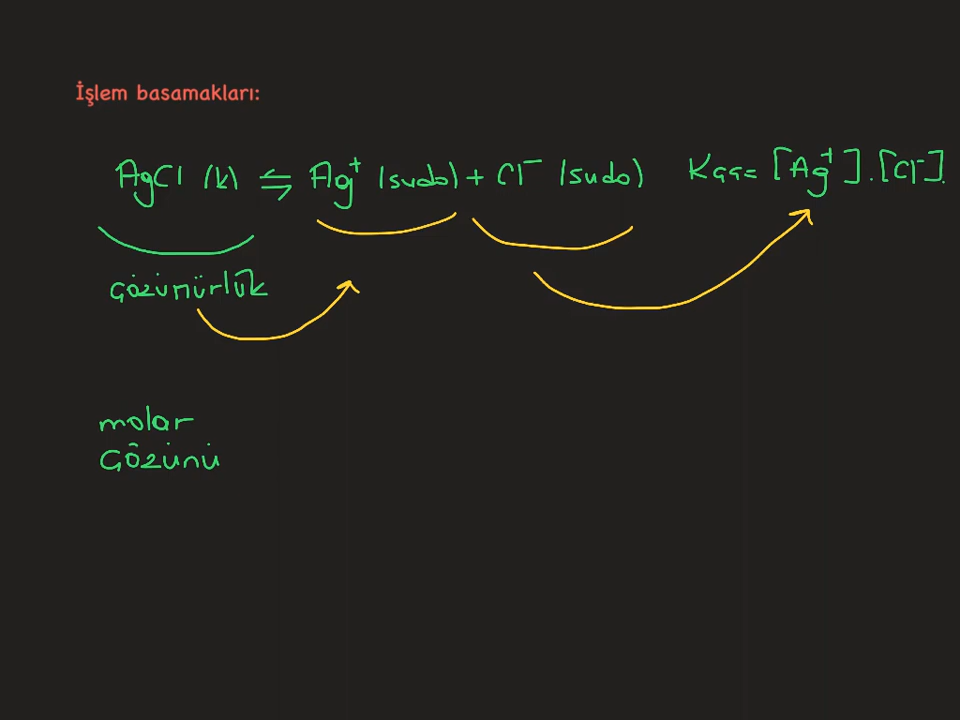 İşlem basamakları:
AgCl (k) ⇌ Ag⁺ (suda) + Cl⁻ (suda) Kçç= [Ag⁺].[Cl⁻].
çözünürlük
molar
Çözünü